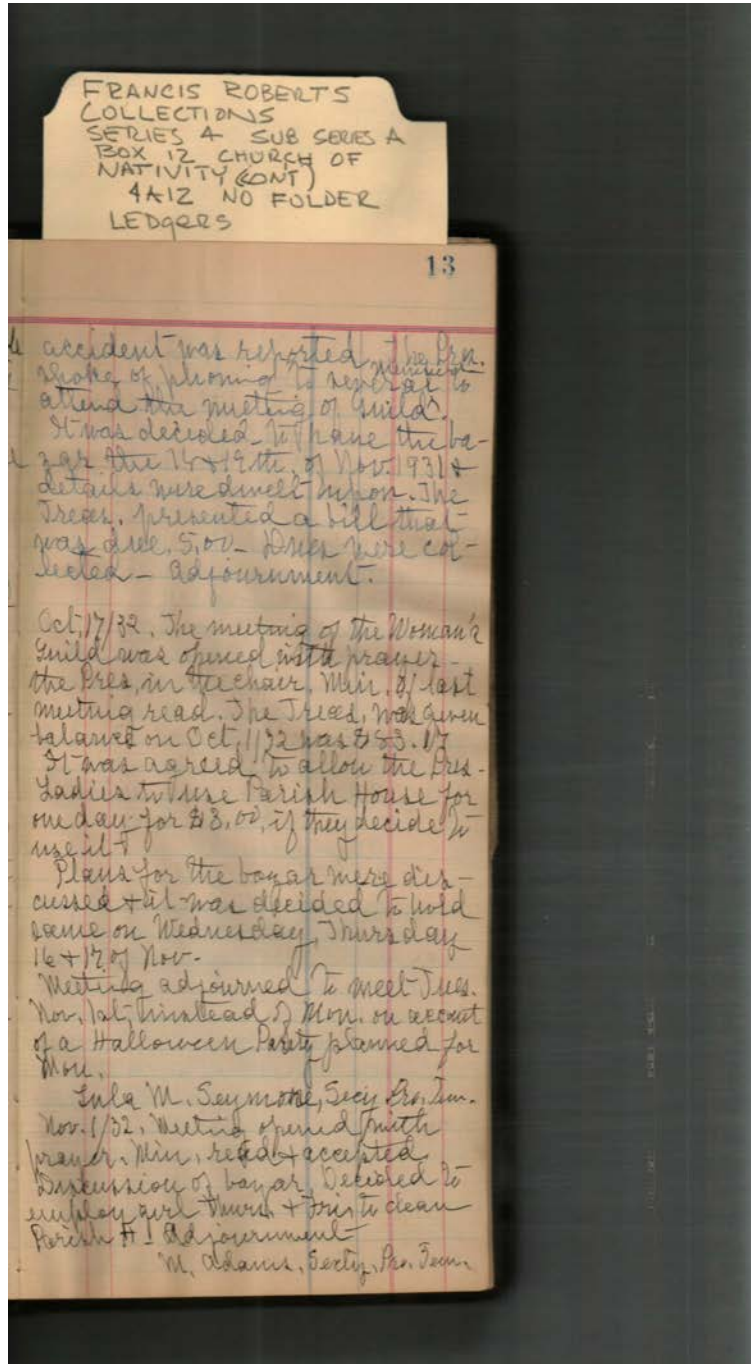 FRANCIS ROBERTS
COLLECTIONS
SERIES 4 SUB SERIES A
BOX 12 CHURCH OF
NATIVITY (CONT)
4A12 NO FOLDER
LEDgERS
13
accident was reported. The Pres.
spoke of phoning to several members to
attend the meeting of Guild.
It was decided to have the ba-
zar the & 19th. of Nov. 1931 &
details were dwelt upon. The
Treas. presented a bill that
was due, 5.00 - Dues were col-
lected - Adjournment.
Oct. 17/32. The meeting of the Woman's
Guild was opened with prayer -
the Pres, in the chair. Min. of last
meeting read. The Treas, was given
balance on Oct. 1/32 was $83.17
It was agreed to allow the Pres.
Ladies to use Parish House for
one day for $3.00, if they decide to
use it.
Plans for the bazar were dis-
cussed & it was decided to hold
same on Wednesday, Thursday
16 & 17 of Nov.
Meeting adjourned to meet Tues.
Nov. 1st, instead of Mon. on account
of a Halloween Party planned for
Mon.
Lula M. Seymore, Secy Pro. Tem.
Nov. 1/32. Meeting opened with
prayer. Min. read & accepted.
Discussion of bazar. Decided to
employ girl Thurs. & Fri. to clean
Parish H. Adjournment
M. Adams, Secty. Pro. Tem.